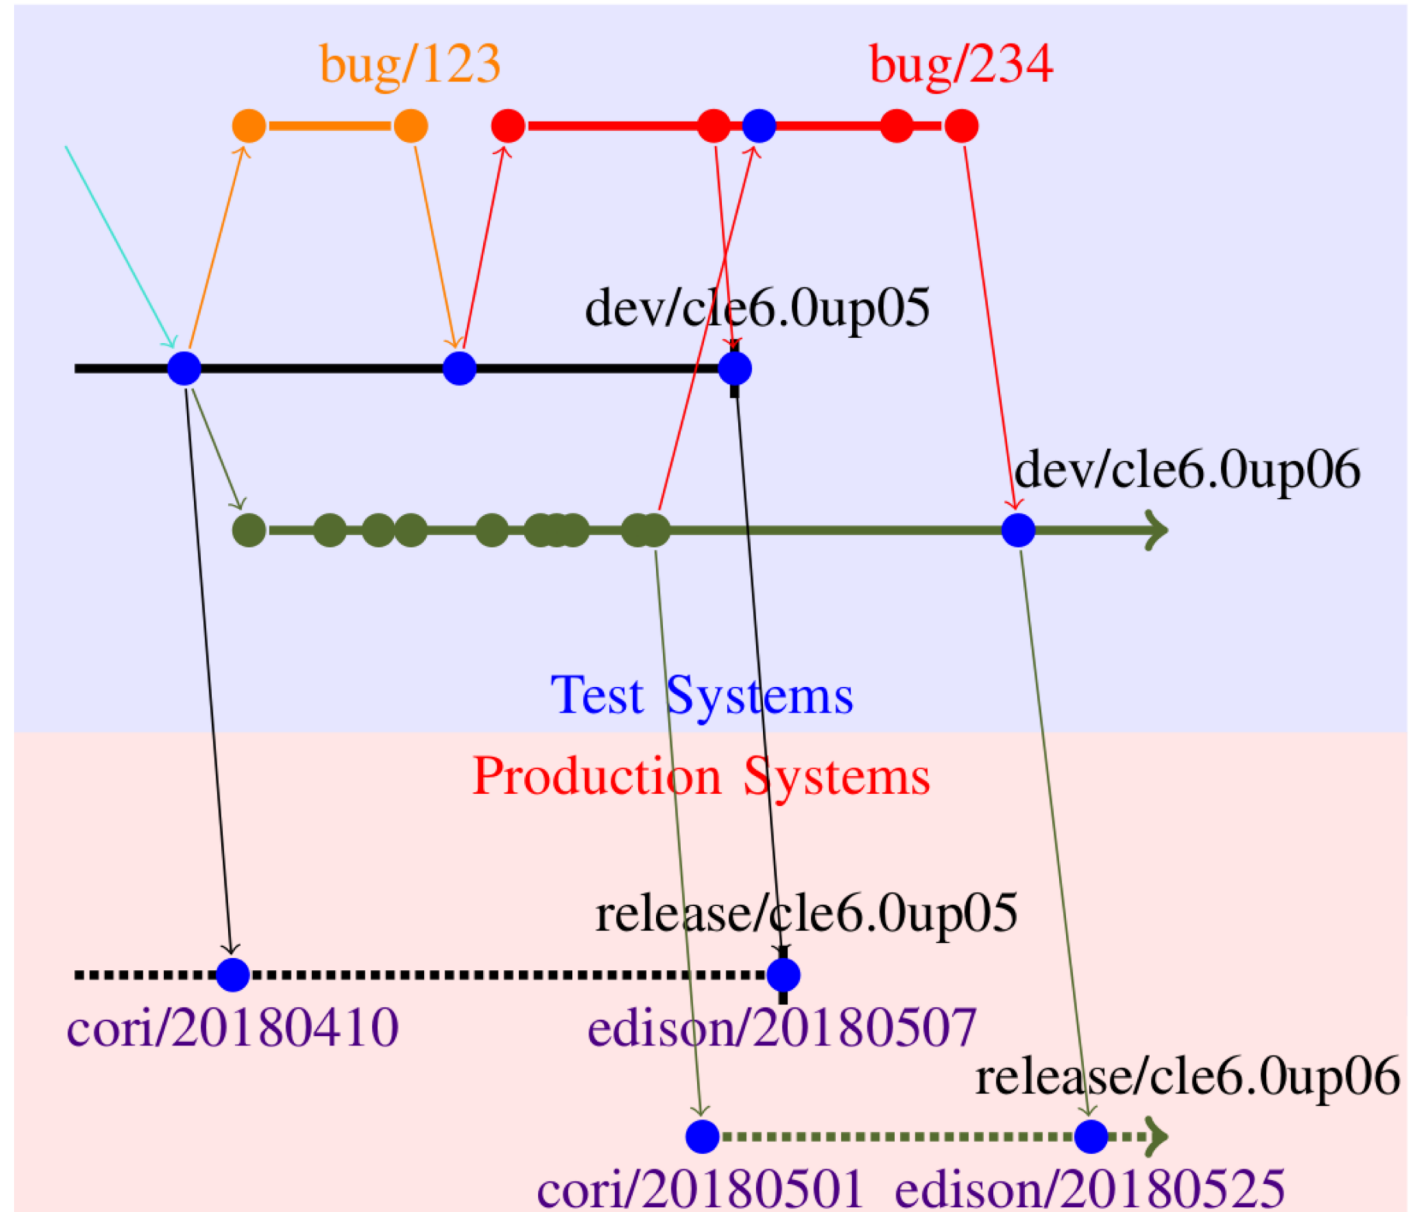 bug/123
bug/234
dev/cle6.0up05
dev/cle6.0up06
Test Systems
Production Systems
release/cle6.0up05
cori/20180410
edison/20180507
release/cle6.0up06
cori/20180501
edison/20180525